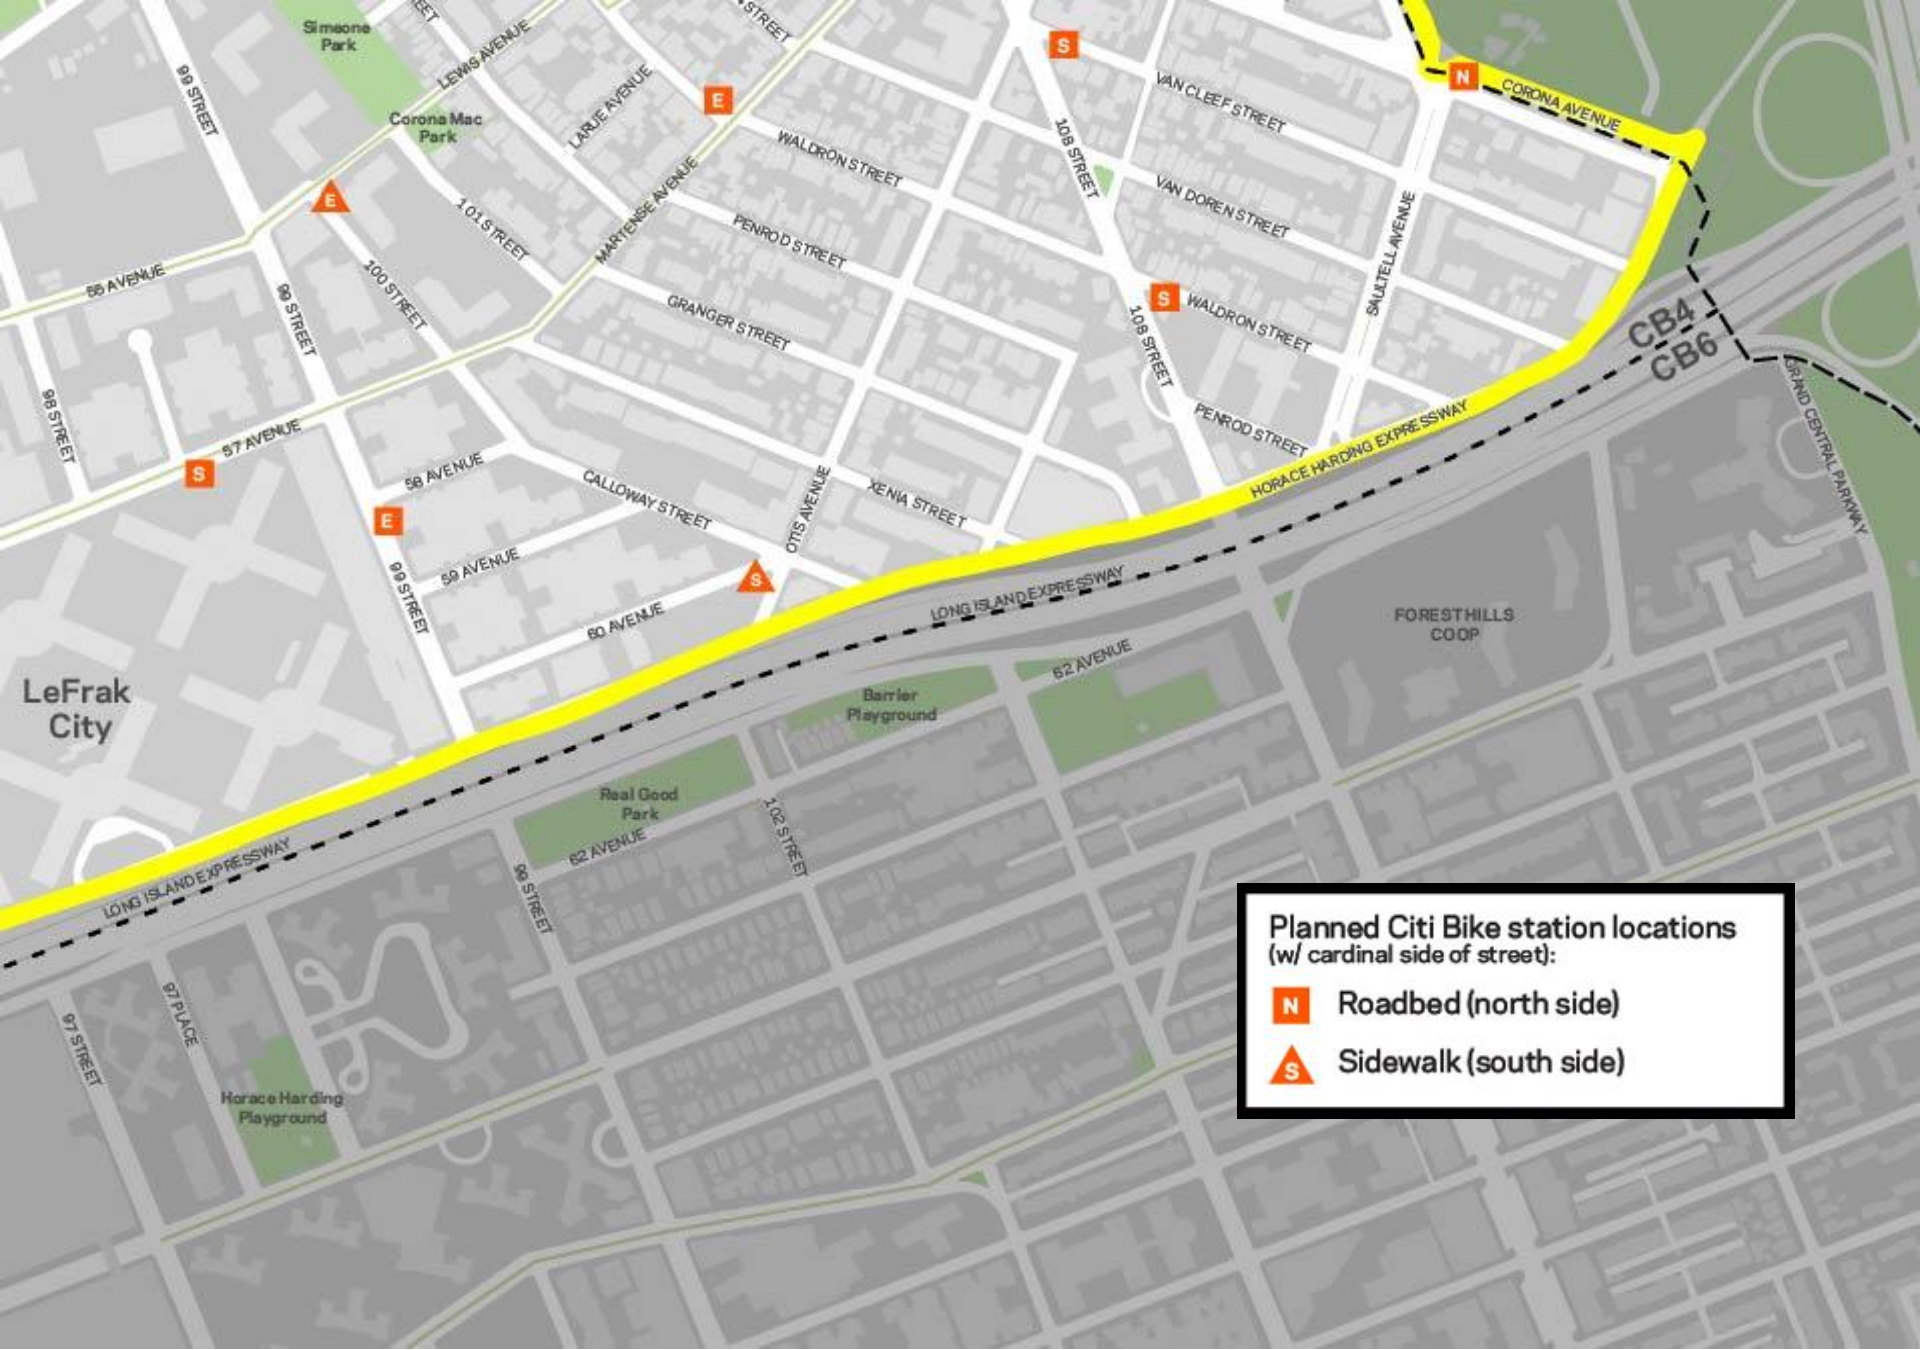 Simeone
Park
STREET
LEWIS AVENUE
99 STREET
LARUE AVENUE
Corona Mac
Park
E
S
N
CORONA AVENUE
VAN CLEEF STREET
108 STREET
WALDRON STREET
E
101 STREET
MARTENSE AVENUE
PENROD STREET
VAN DOREN STREET
SAULTELL AVENUE
55 AVENUE
99 STREET
100 STREET
GRANGER STREET
S
WALDRON STREET
108 STREET
CB4
CB6
GRAND CENTRAL PARKWAY
98 STREET
57 AVENUE
S
58 AVENUE
CALLOWAY STREET
OTIS AVENUE
XENIA STREET
PENROD STREET
HORACE HARDING EXPRESSWAY
E
99 STREET
59 AVENUE
S
60 AVENUE
LONG ISLAND EXPRESSWAY
FOREST HILLS
COOP
62 AVENUE
LeFrak
City
Barrier
Playground
Real Good
Park
62 AVENUE
102 STREET
LONG ISLAND EXPRESSWAY
99 STREET
97 PLACE
97 STREET
Horace Harding
Playground
Planned Citi Bike station locations
(w/ cardinal side of street):
N Roadbed (north side)
S Sidewalk (south side)